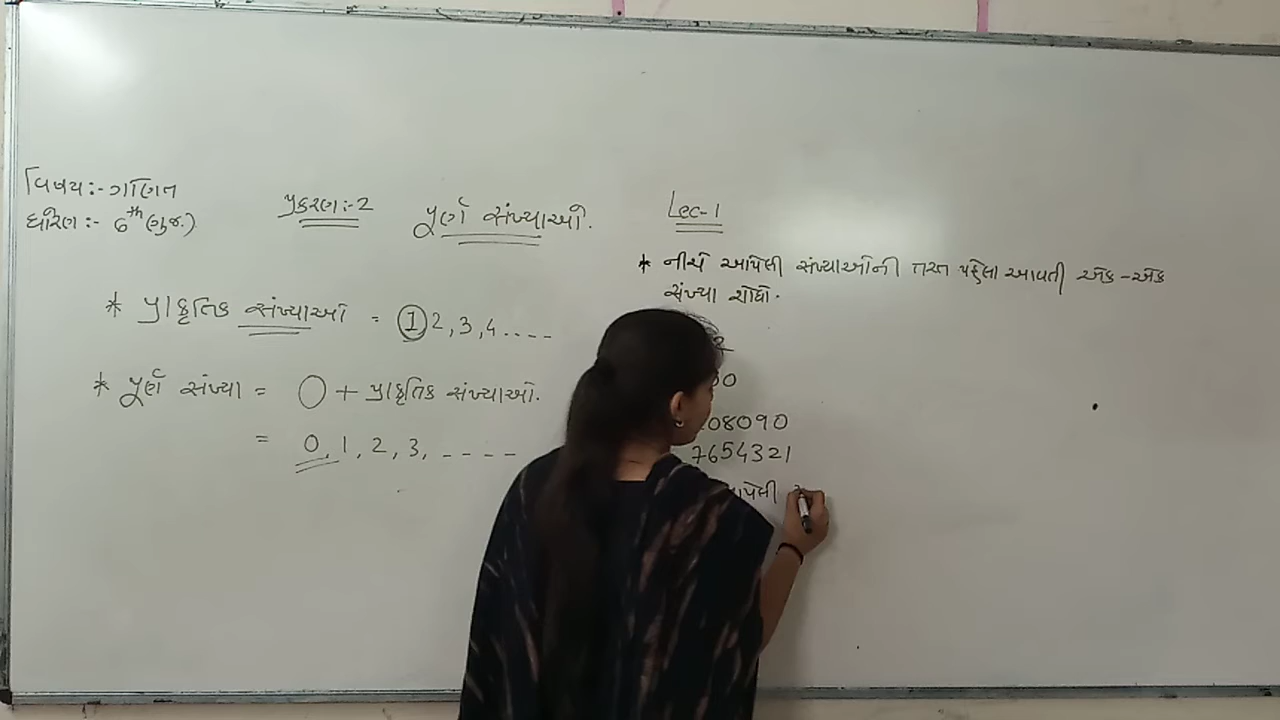 વિષય:- ગણિત
ધોરણ:- 6th (ગુજ.)
પ્રકરણ:-2
પૂર્ણ સંખ્યાઓ.
* પ્રાકૃતિક સંખ્યાઓ = 1 2, 3, 4 ....
* પૂર્ણ સંખ્યા = 0 + પ્રાકૃતિક સંખ્યાઓ.
= 0, 1, 2, 3, ----
Lec-1
* નીચે આપેલી સંખ્યાઓની તરત પહેલા આવતી એક-એક
સંખ્યા શોધો.
08090
7654321